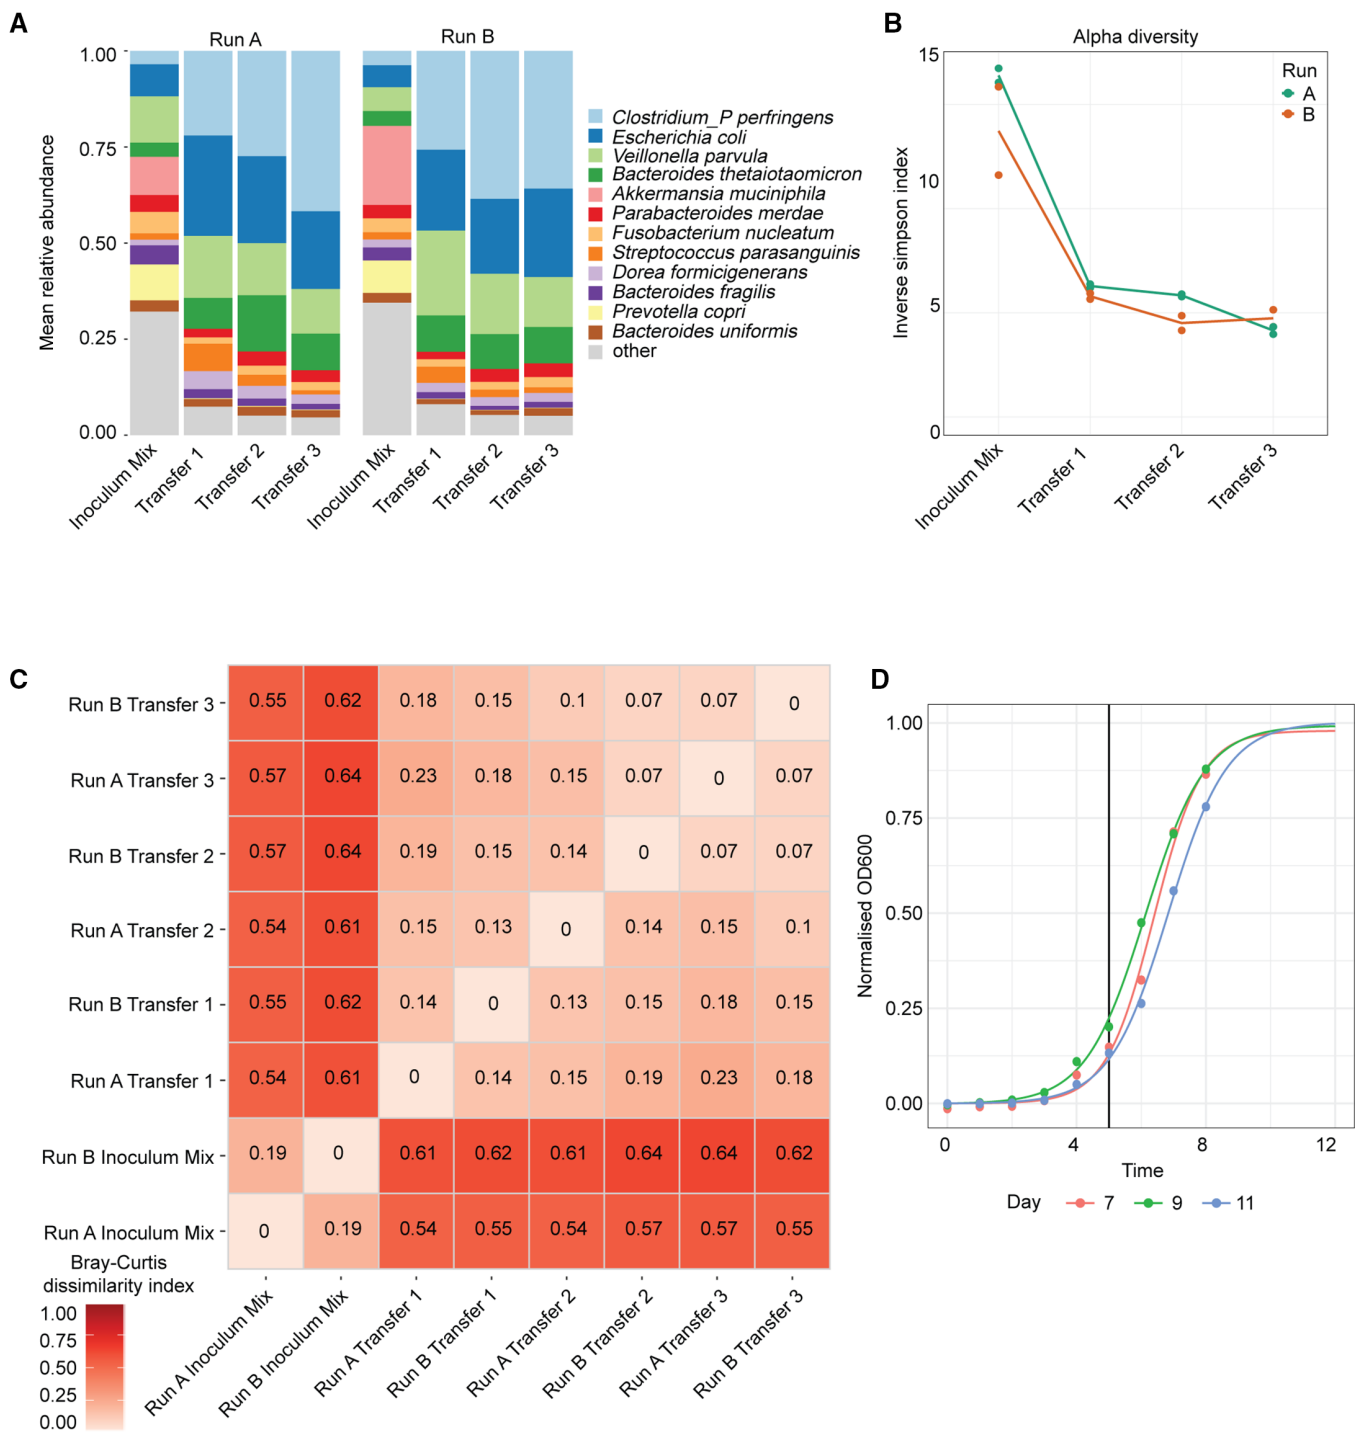 A
Run A
Run B
1.00
0.75
0.50
0.25
0.00
Mean relative abundance
Inoculum Mix
Transfer 1
Transfer 2
Transfer 3
Inoculum Mix
Transfer 1
Transfer 2
Transfer 3
Clostridium_P perfringens
Escherichia coli
Veillonella parvula
Bacteroides thetaiotaomicron
Akkermansia muciniphila
Parabacteroides merdae
Fusobacterium nucleatum
Streptococcus parasanguinis
Dorea formicigenerans
Bacteroides fragilis
Prevotella copri
Bacteroides uniformis
other
B
Alpha diversity
15
10
5
0
Inverse simpson index
Run
A
B
Inoculum Mix
Transfer 1
Transfer 2
Transfer 3
C
Run B Transfer 3
0.55 0.62 0.18 0.15 0.1 0.07 0.07 0
Run A Transfer 3
0.57 0.64 0.23 0.18 0.15 0.07 0 0.07
Run B Transfer 2
0.57 0.64 0.19 0.15 0.14 0 0.07 0.07
Run A Transfer 2
0.54 0.61 0.15 0.13 0 0.14 0.15 0.1
Run B Transfer 1
0.55 0.62 0.14 0 0.13 0.15 0.18 0.15
Run A Transfer 1
0.54 0.61 0 0.14 0.15 0.19 0.23 0.18
Run B Inoculum Mix
0.19 0 0.61 0.62 0.61 0.64 0.64 0.62
Run A Inoculum Mix
0 0.19 0.54 0.55 0.54 0.57 0.57 0.55
Bray-Curtis
dissimilarity index
1.00
0.75
0.50
0.25
0.00
Run A Inoculum Mix
Run B Inoculum Mix
Run A Transfer 1
Run B Transfer 1
Run A Transfer 2
Run B Transfer 2
Run A Transfer 3
Run B Transfer 3
D
1.00
0.75
0.50
0.25
0.00
Normalised OD600
0 4 8 12
Time
Day 7 9 11